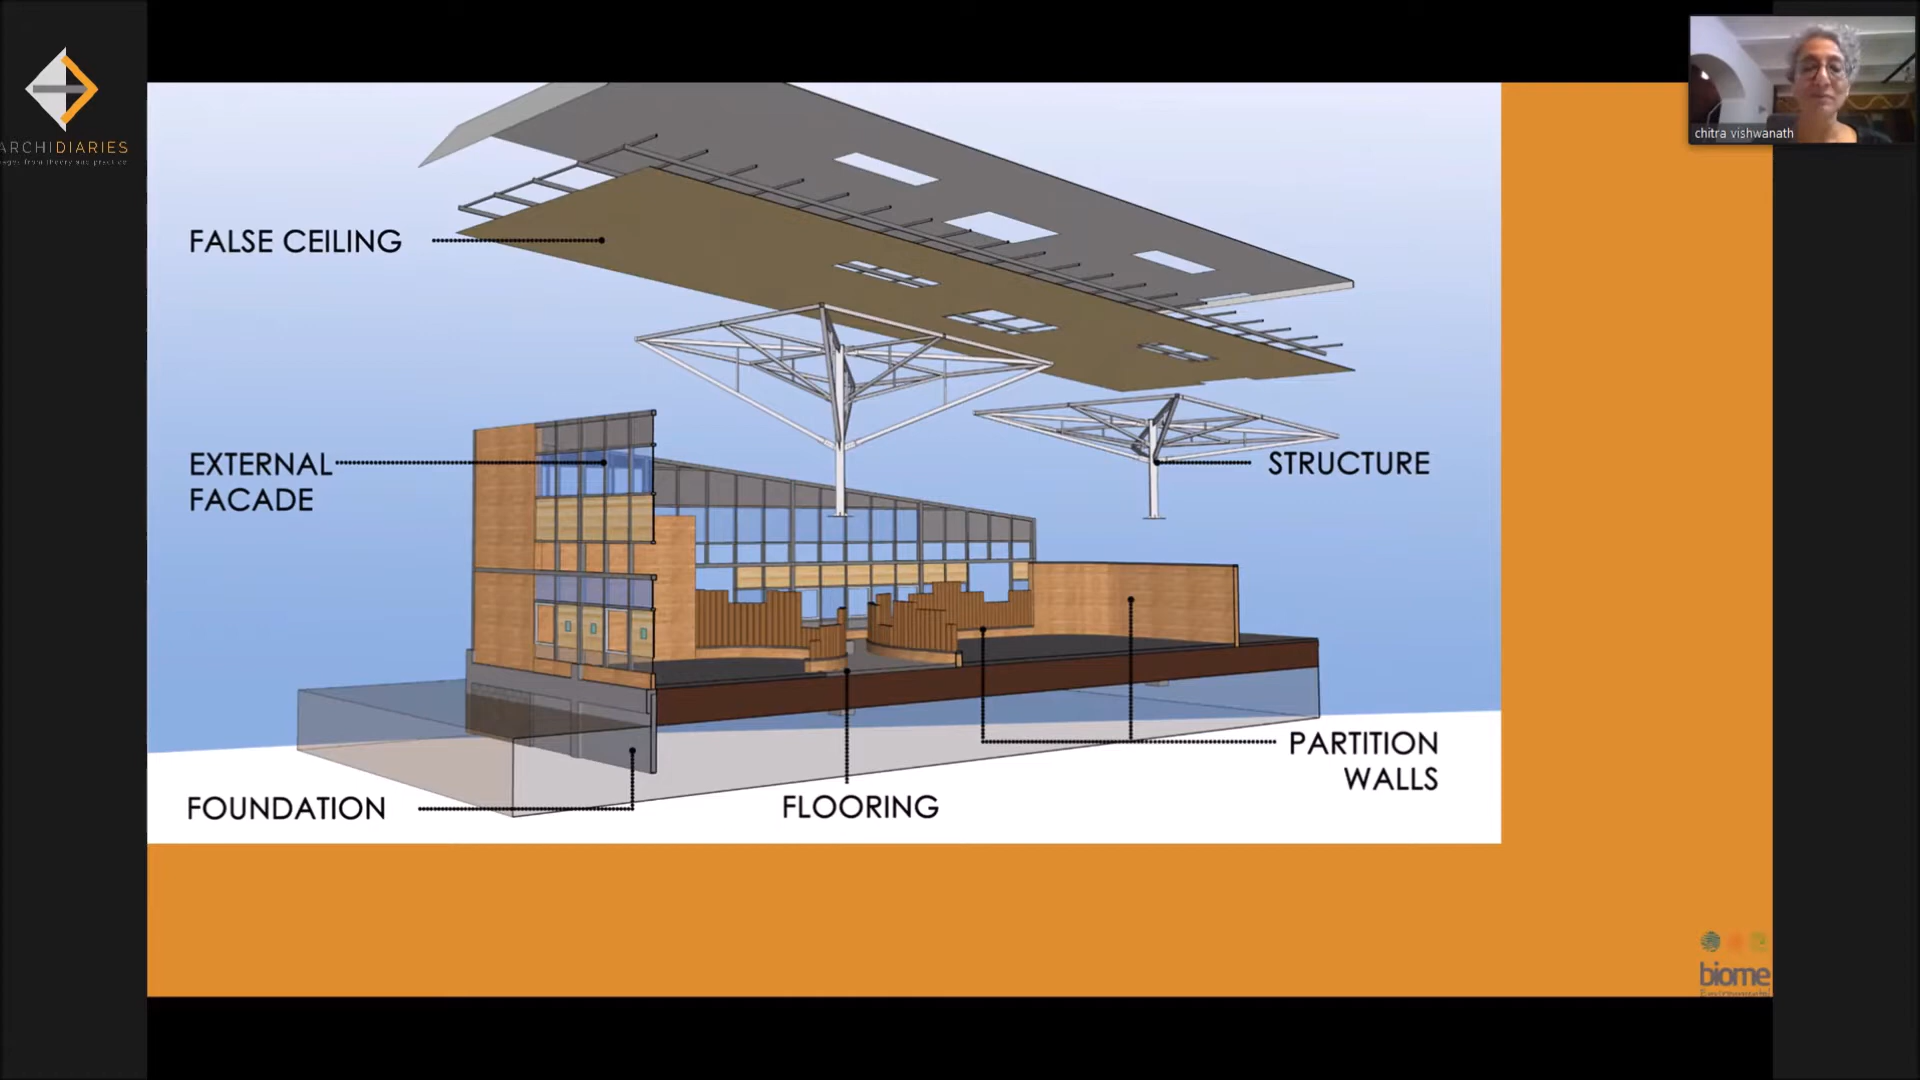 ARCHIDIARIES
chitra vishwanath
FALSE CEILING
EXTERNAL
FACADE
STRUCTURE
PARTITION
WALLS
FOUNDATION
FLOORING
biome